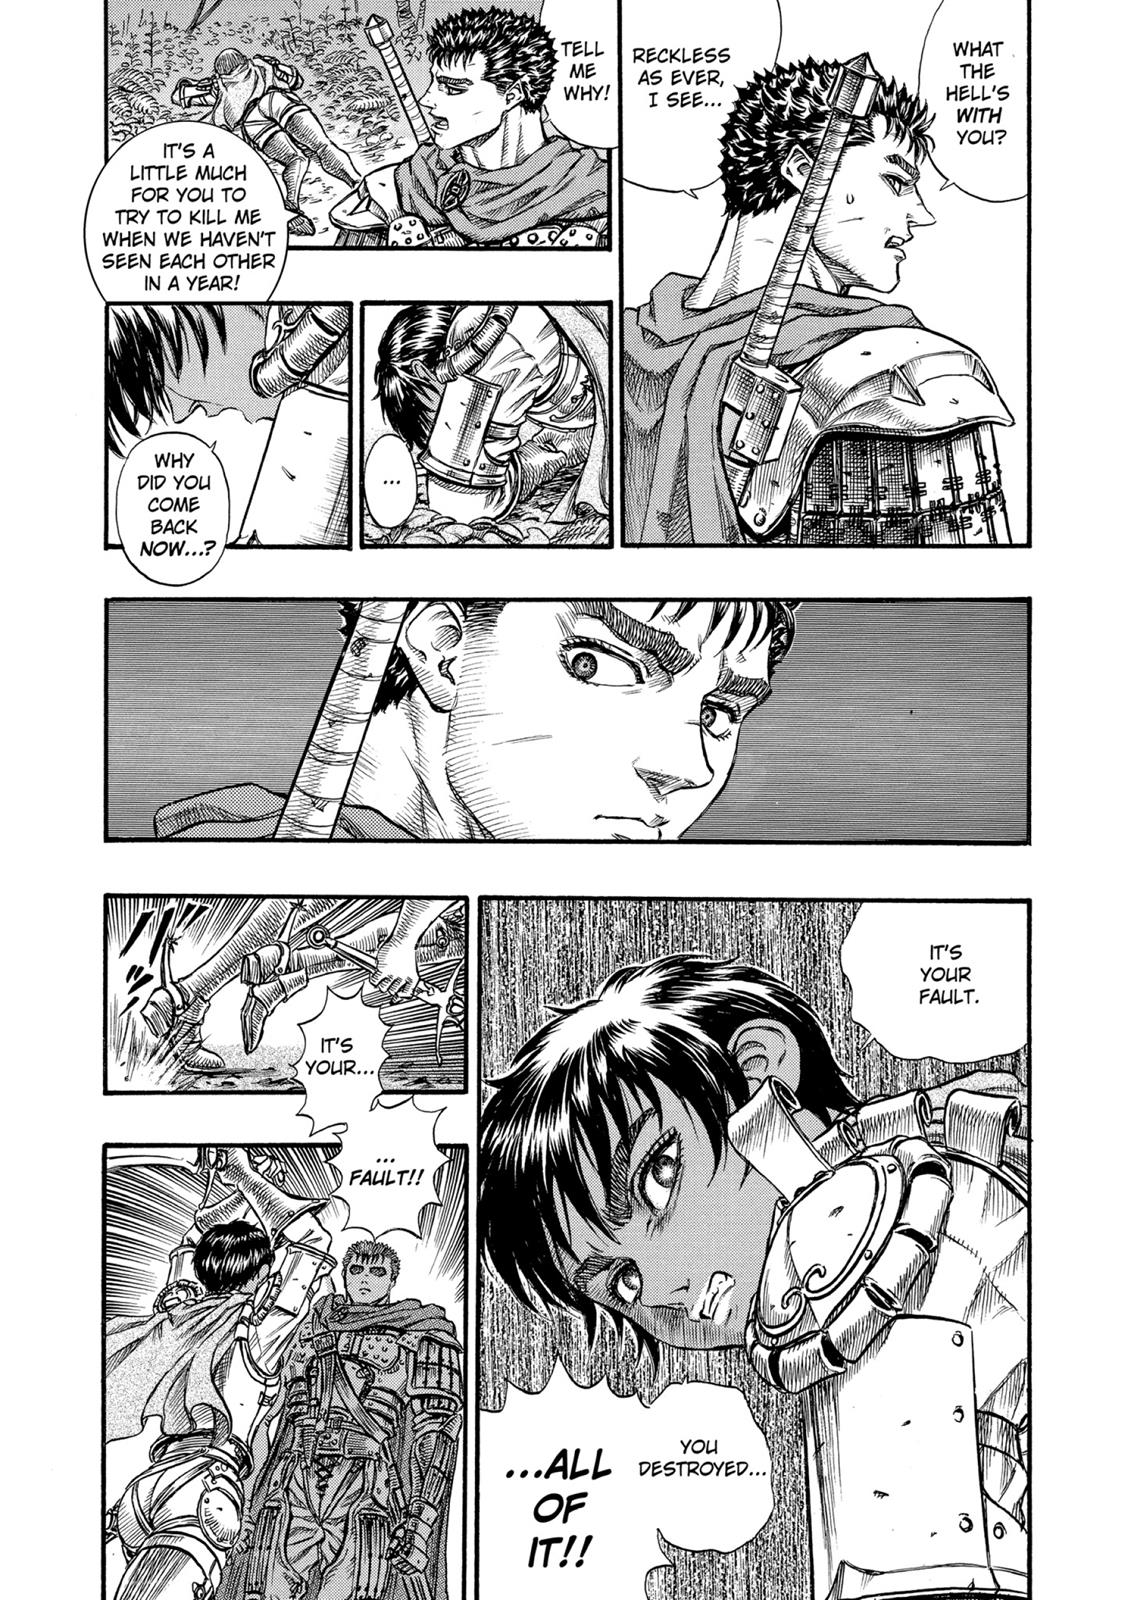 WHAT
THE
HELL'S
WITH
YOU?
RECKLESS
AS EVER,
I SEE...
TELL
ME
WHY!
IT'S A
LITTLE MUCH
FOR YOU TO
TRY TO KILL ME
WHEN WE HAVEN'T
SEEN EACH OTHER
IN A YEAR!
...
WHY
DID YOU
COME
BACK
NOW...?
IT'S
YOUR
FAULT.
YOU
DESTROYED...
...ALL
OF
IT!!
IT'S
YOUR...
...
FAULT!!